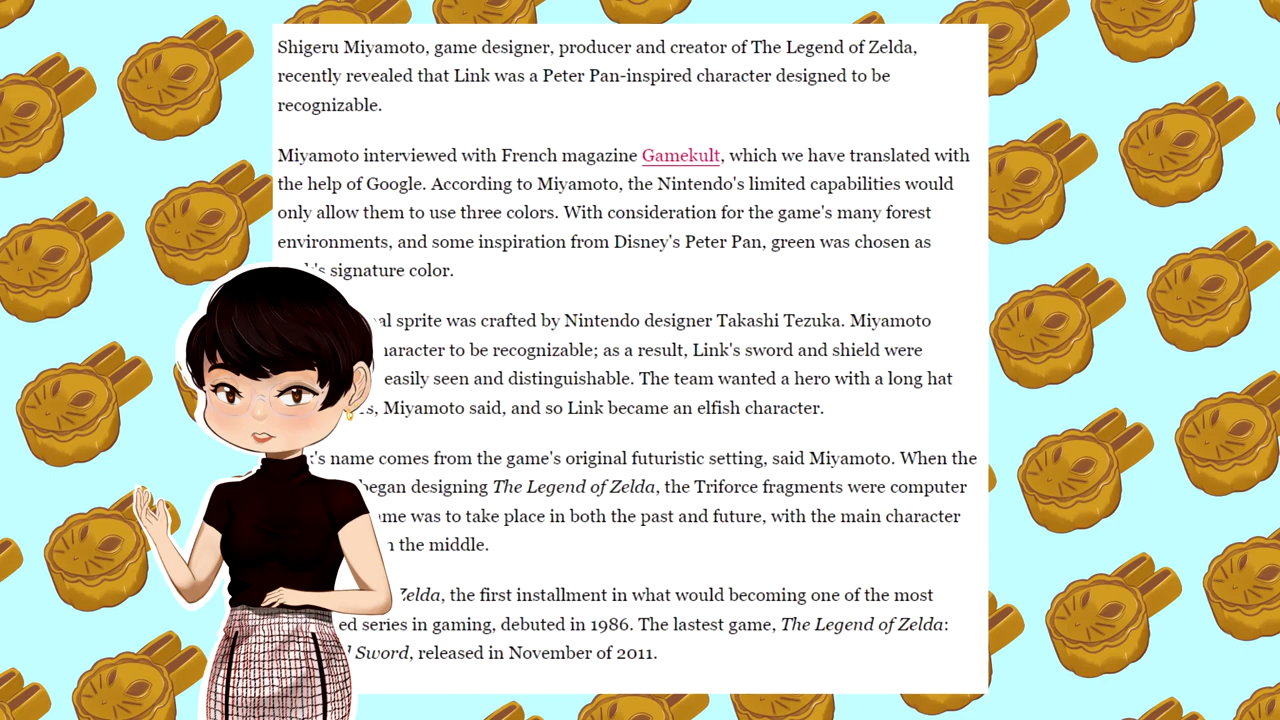 Shigeru Miyamoto, game designer, producer and creator of The Legend of Zelda,
recently revealed that Link was a Peter Pan-inspired character designed to be
recognizable.
Miyamoto interviewed with French magazine Gamekult, which we have translated with
the help of Google. According to Miyamoto, the Nintendo's limited capabilities would
only allow them to use three colors. With consideration for the game's many forest
environments, and some inspiration from Disney's Peter Pan, green was chosen as
signature color.
sprite was crafted by Nintendo designer Takashi Tezuka. Miyamoto
to be recognizable; as a result, Link's sword and shield were
easily seen and distinguishable. The team wanted a hero with a long hat
Miyamoto said, and so Link became an elfish character.
name comes from the game's original futuristic setting, said Miyamoto. When the
began designing The Legend of Zelda, the Triforce fragments were computer
was to take place in both the past and future, with the main character
the middle.
Zelda, the first installment in what would becoming one of the most
series in gaming, debuted in 1986. The lastest game, The Legend of Zelda:
Sword, released in November of 2011.